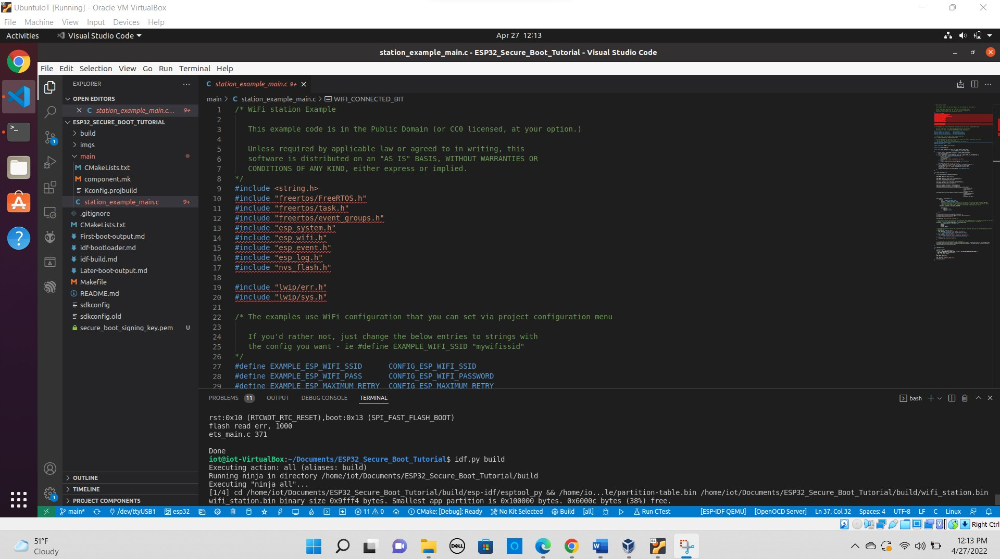 UbuntuIoT [Running] - Oracle VM VirtualBox
File Machine View Input Devices Help
Activities Visual Studio Code Apr 27 12:13
station_example_main.c - ESP32_Secure_Boot_Tutorial - Visual Studio Code
File Edit Selection View Go Run Terminal Help
EXPLORER
OPEN EDITORS
station_example_main.c... 9+
ESP32_SECURE_BOOT_TUTORIAL
build
imgs
main
CMakeLists.txt
component.mk
Kconfig.projbuild
station_example_main.c 9+
.gitignore
CMakeLists.txt
First-boot-output.md
idf-bootloader.md
idf-build.md
Later-boot-output.md
Makefile
README.md
sdkconfig
sdkconfig.old
secure_boot_signing_key.pem U
OUTLINE
TIMELINE
PROJECT COMPONENTS
1
1
station_example_main.c 9+
main > C station_example_main.c > WIFI_CONNECTED_BIT
1 /* WiFi station Example
2
3 This example code is in the Public Domain (or CC0 licensed, at your option.)
4
5 Unless required by applicable law or agreed to in writing, this
6 software is distributed on an "AS IS" BASIS, WITHOUT WARRANTIES OR
7 CONDITIONS OF ANY KIND, either express or implied.
8 */
9 #include <string.h>
10 #include "freertos/FreeRTOS.h"
11 #include "freertos/task.h"
12 #include "freertos/event_groups.h"
13 #include "esp_system.h"
14 #include "esp_wifi.h"
15 #include "esp_event.h"
16 #include "esp_log.h"
17 #include "nvs_flash.h"
18
19 #include "lwip/err.h"
20 #include "lwip/sys.h"
21
22 /* The examples use WiFi configuration that you can set via project configuration menu
23
24 If you'd rather not, just change the below entries to strings with
25 the config you want - ie #define EXAMPLE_WIFI_SSID "mywifissid"
26 */
27 #define EXAMPLE_ESP_WIFI_SSID CONFIG_ESP_WIFI_SSID
28 #define EXAMPLE_ESP_WIFI_PASS CONFIG_ESP_WIFI_PASSWORD
29 #define EXAMPLE_ESP_MAXIMUM_RETRY CONFIG_ESP_MAXIMUM_RETRY
PROBLEMS 11 OUTPUT DEBUG CONSOLE TERMINAL bash
rst:0x10 (RTCWDT_RTC_RESET),boot:0x13 (SPI_FAST_FLASH_BOOT)
flash read err, 1000
ets_main.c 371
Done
iot@iot-VirtualBox:~/Documents/ESP32_Secure_Boot_Tutorial$ idf.py build
Executing action: all (aliases: build)
Running ninja in directory /home/iot/Documents/ESP32_Secure_Boot_Tutorial/build
Executing "ninja all"...
[1/4] cd /home/iot/Documents/ESP32_Secure_Boot_Tutorial/build/esp-idf/esptool_py && /home/io...le/partition-table.bin /home/iot/Documents/ESP32_Secure_Boot_Tutorial/build/wifi_station.bin
wifi_station.bin binary size 0x9fff4 bytes. Smallest app partition is 0x100000 bytes. 0x6000c bytes (38%) free.
main* /dev/ttyUSB1 esp32 11 0 CMake: [Debug]: Ready No Kit Selected Build [all] Run CTest [ESP-IDF QEMU] [OpenOCD Server] Ln 37, Col 32 Spaces: 4 UTF-8 LF C Linux
Right Ctrl
51°F
Cloudy
DELL
12:13 PM
4/27/2022